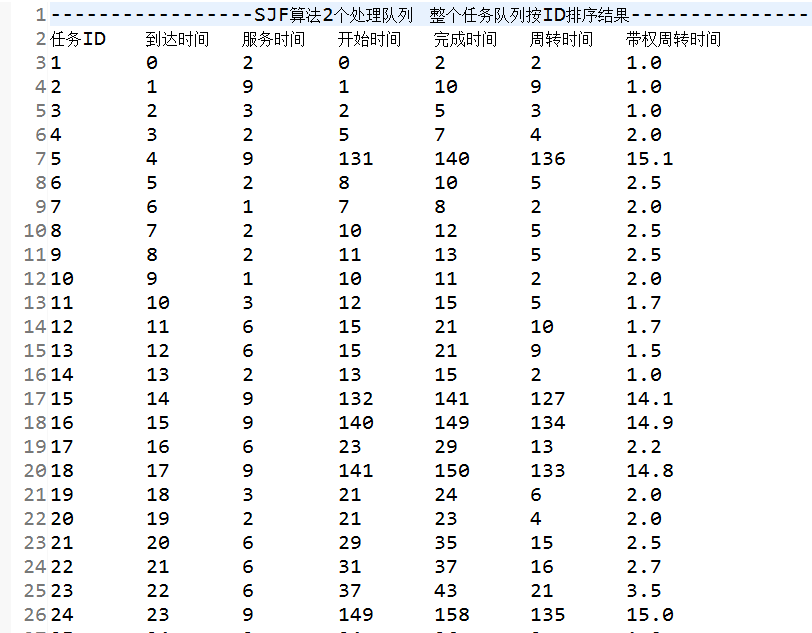 1 ----------------SJF算法2个处理队列 整个任务队列按ID排序结果---------------
2 任务ID 到达时间 服务时间 开始时间 完成时间 周转时间 带权周转时间
3 1 0 2 0 2 2 1.0
4 2 1 9 1 10 9 1.0
5 3 2 3 2 5 3 1.0
6 4 3 2 5 7 4 2.0
7 5 4 9 131 140 136 15.1
8 6 5 2 8 10 5 2.5
9 7 6 1 7 8 2 2.0
10 8 7 2 10 12 5 2.5
11 9 8 2 11 13 5 2.5
12 10 9 1 10 11 2 2.0
13 11 10 3 12 15 5 1.7
14 12 11 6 15 21 10 1.7
15 13 12 6 15 21 9 1.5
16 14 13 2 13 15 2 1.0
17 15 14 9 132 141 127 14.1
18 16 15 9 140 149 134 14.9
19 17 16 6 23 29 13 2.2
20 18 17 9 141 150 133 14.8
21 19 18 3 21 24 6 2.0
22 20 19 2 21 23 4 2.0
23 21 20 6 29 35 15 2.5
24 22 21 6 31 37 16 2.7
25 23 22 6 37 43 21 3.5
26 24 23 9 149 158 135 15.0